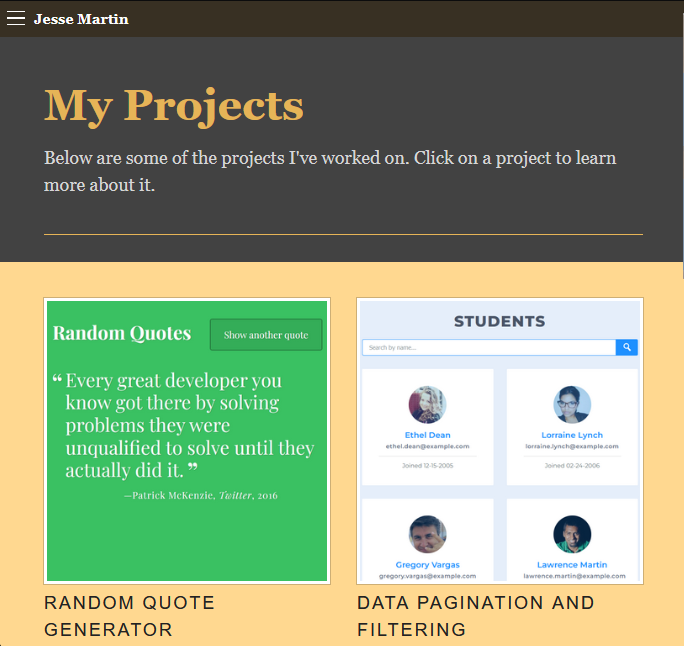 Jesse Martin
My Projects
Below are some of the projects I've worked on. Click on a project to learn
more about it.
Random Quotes
Show another quote
“Every great developer you
know got there by solving
problems they were
unqualified to solve until they
actually did it.”
—Patrick McKenzie, Twitter, 2016
RANDOM QUOTE
GENERATOR
STUDENTS
Search by name...
Ethel Dean
ethel.dean@example.com
Joined 12-15-2005
Lorraine Lynch
lorraine.lynch@example.com
Joined 02-24-2006
Gregory Vargas
gregory.vargas@example.com
Lawrence Martin
lawrence.martin@example.com
DATA PAGINATION AND
FILTERING